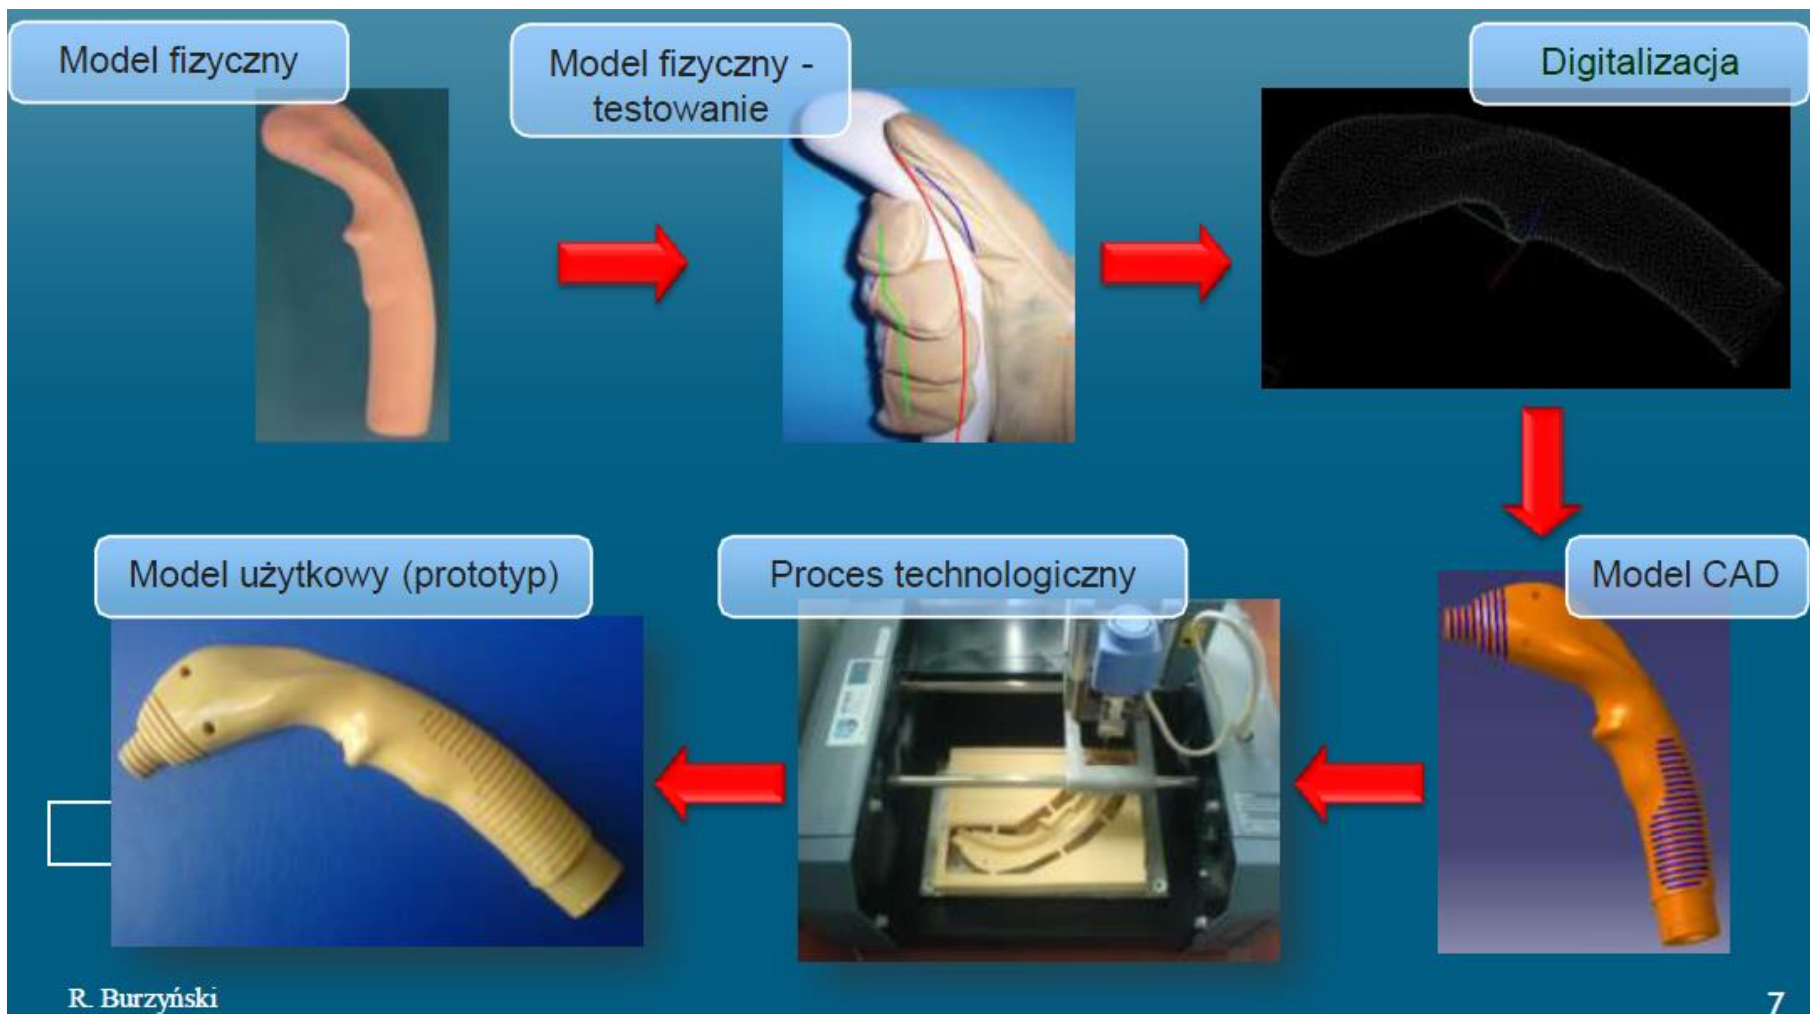 Model fizyczny
Model fizyczny -
testowanie
Digitalizacja
Model CAD
Proces technologiczny
Model użytkowy (prototyp)
R. Burzyński
7